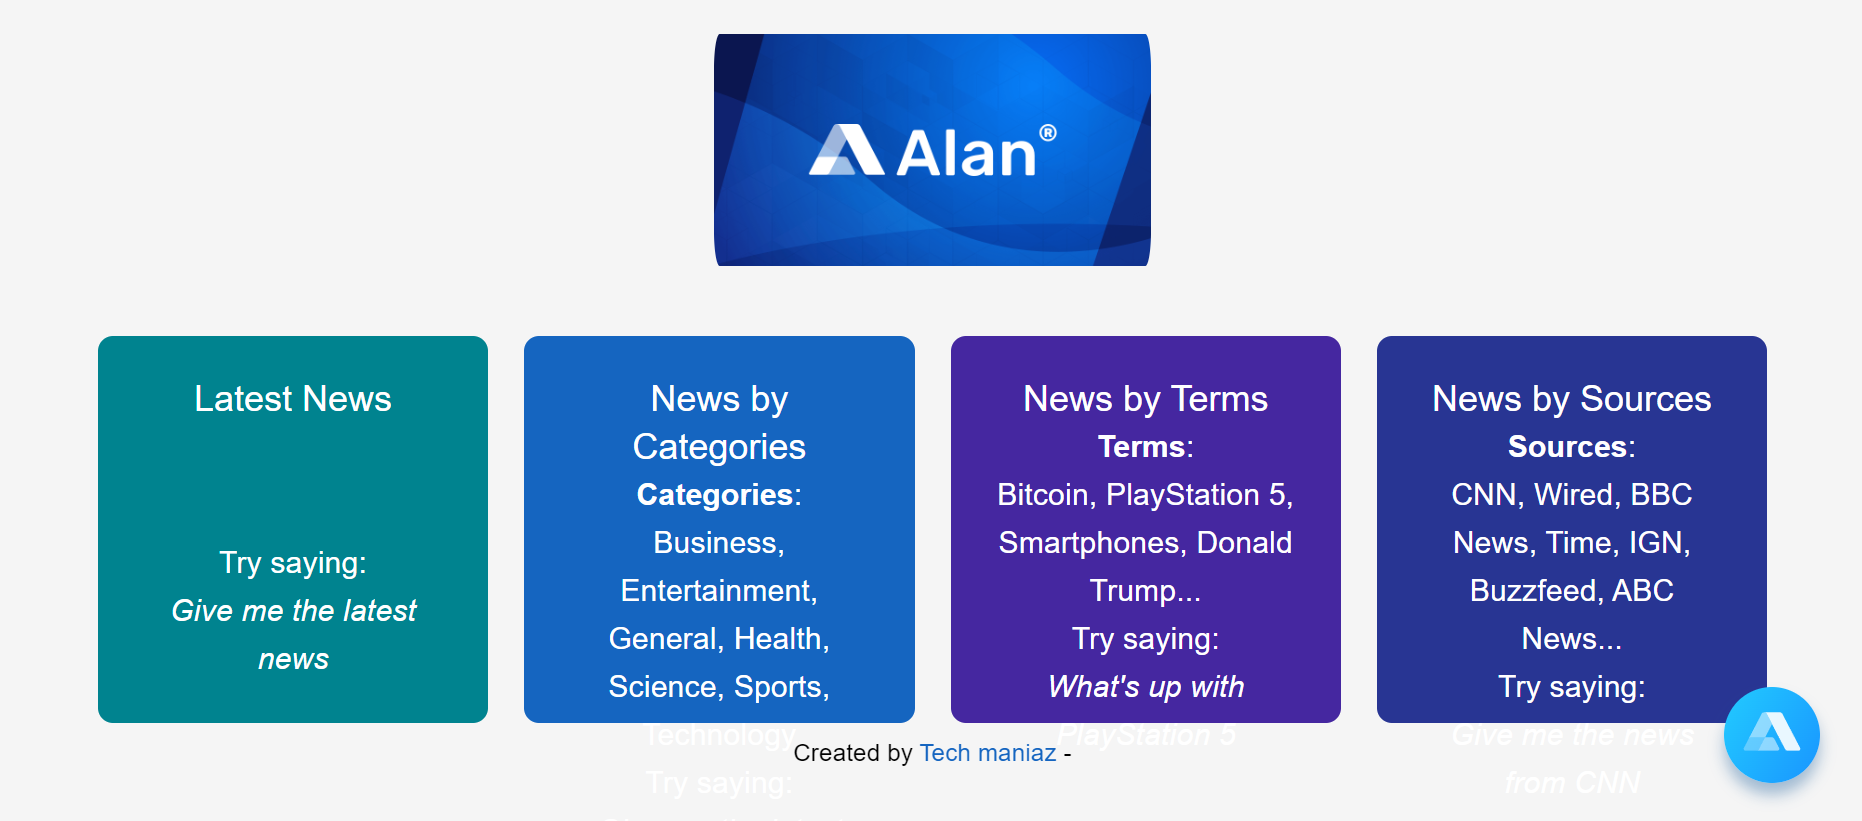 Alan®
Latest News
Try saying:
Give me the latest
news
News by
Categories
Categories:
Business,
Entertainment,
General, Health,
Science, Sports,
Technology
Try saying:
News by Terms
Terms:
Bitcoin, PlayStation 5,
Smartphones, Donald
Trump...
Try saying:
What's up with
PlayStation 5
News by Sources
Sources:
CNN, Wired, BBC
News, Time, IGN,
Buzzfeed, ABC
News...
Try saying:
Give me the news
from CNN
Created by Tech maniaz -